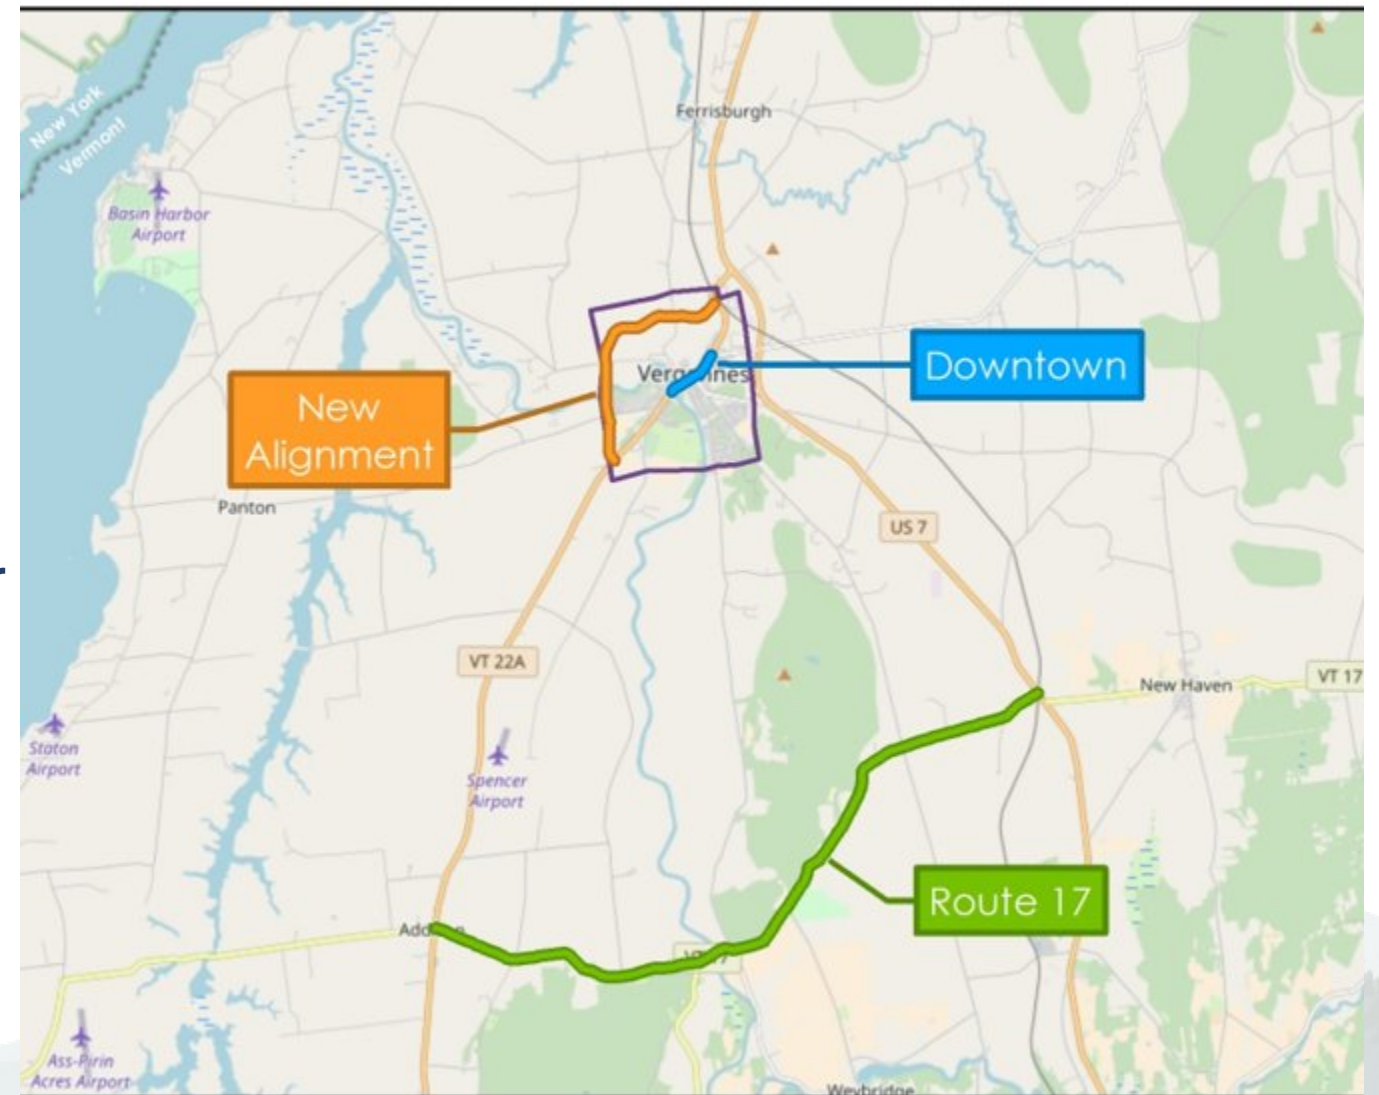 New York
Vermont
Ferrisburgh
Basin Harbor
Airport
Downtown
New
Alignment
Panton
US 7
VT 22A
New Haven
VT 17
Staton
Airport
Spencer
Airport
Route 17
Ass-Pirin
Acres Airport
Weybridge